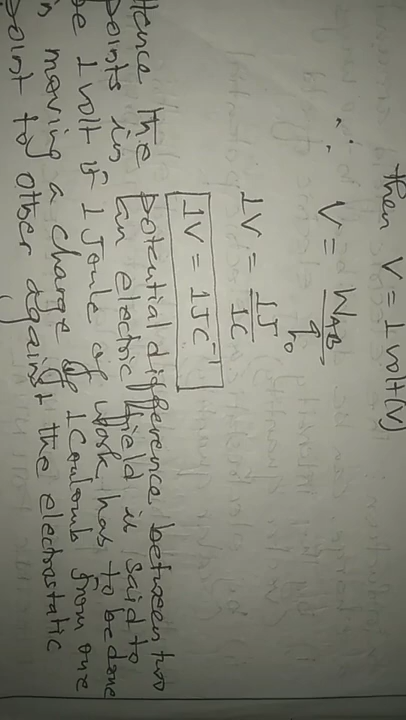 then V = 1 volt (V)
∴ V = W_AB / q₀
1V = 1J / 1C
1V = 1JC⁻¹
Hence the potential difference between two
points in an electric field is said to
be 1 volt if 1 Joule of work has to be done
in moving a charge of 1 Coulomb from one
point to other against the electrostatic